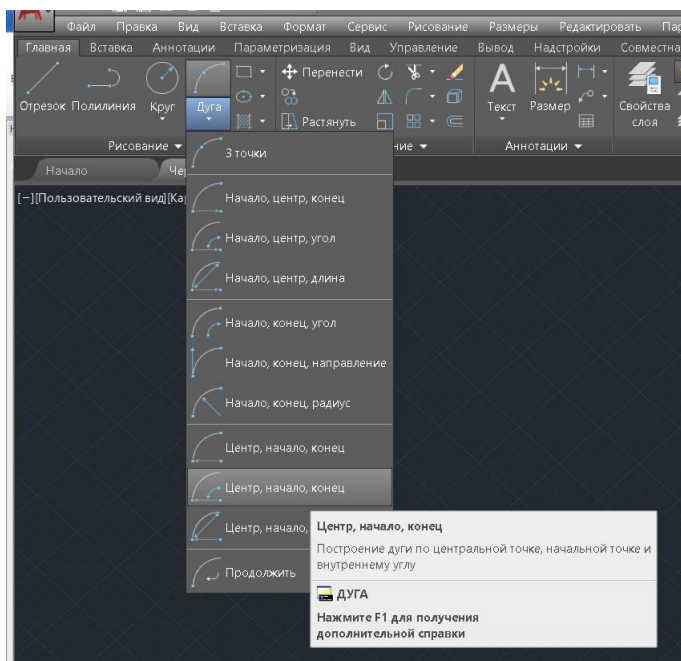 Файл Правка Вид Вставка Формат Сервис Рисование Размеры Редактировать
Главная Вставка Аннотации Параметризация Вид Управление Вывод Надстройки
Перенести
Отрезок Полилиния Круг Дуга Текст Размер Свойства
слоя
Растянуть
Рисование Аннотации
Начало
3 точки
[−][Пользовательский вид]
Начало, центр, конец
Начало, центр, угол
Начало, центр, длина
Начало, конец, угол
Начало, конец, направление
Начало, конец, радиус
Центр, начало, конец
Центр, начало, конец
Центр, начало,
Продолжить
Центр, начало, конец
Построение дуги по центральной точке, начальной точке и
внутреннему углу
ДУГА
Нажмите F1 для получения
дополнительной справки